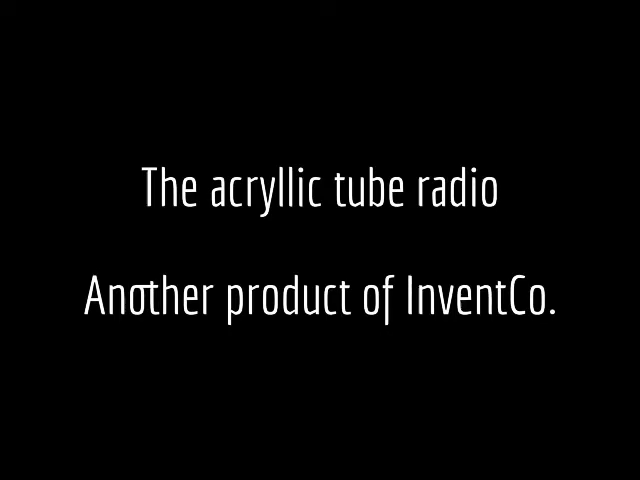 The acryllic tube radio
Another product of InventCo.